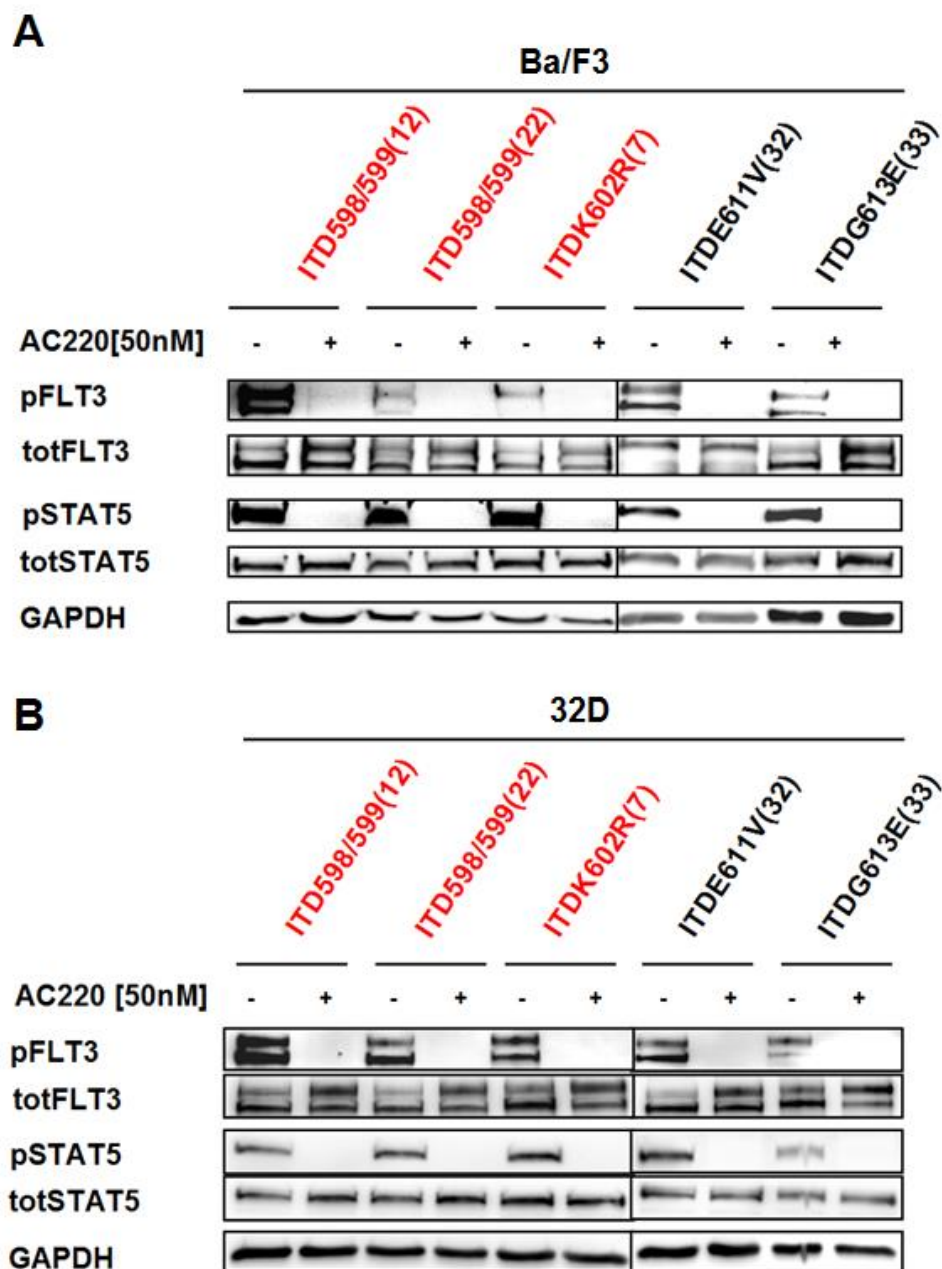 A
Ba/F3
ITD598/599(12)
ITD598/599(22)
ITDK602R(7)
ITDE611V(32)
ITDG613E(33)
AC220[50nM] - + - + - + - + - +
pFLT3
totFLT3
pSTAT5
totSTAT5
GAPDH
B
32D
ITD598/599(12)
ITD598/599(22)
ITDK602R(7)
ITDE611V(32)
ITDG613E(33)
AC220 [50nM] - + - + - + - + - +
pFLT3
totFLT3
pSTAT5
totSTAT5
GAPDH